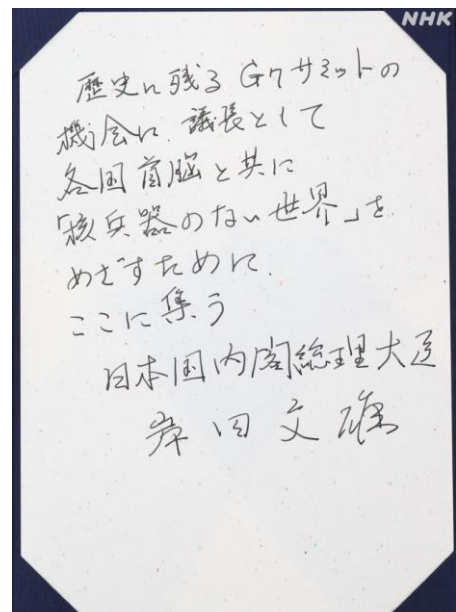 NHK
歴史に残るG7サミットの
機会に議長として
各国首脳と共に
「核兵器のない世界」を
めざすために
ここに集う
日本国内閣総理大臣
岸田文雄